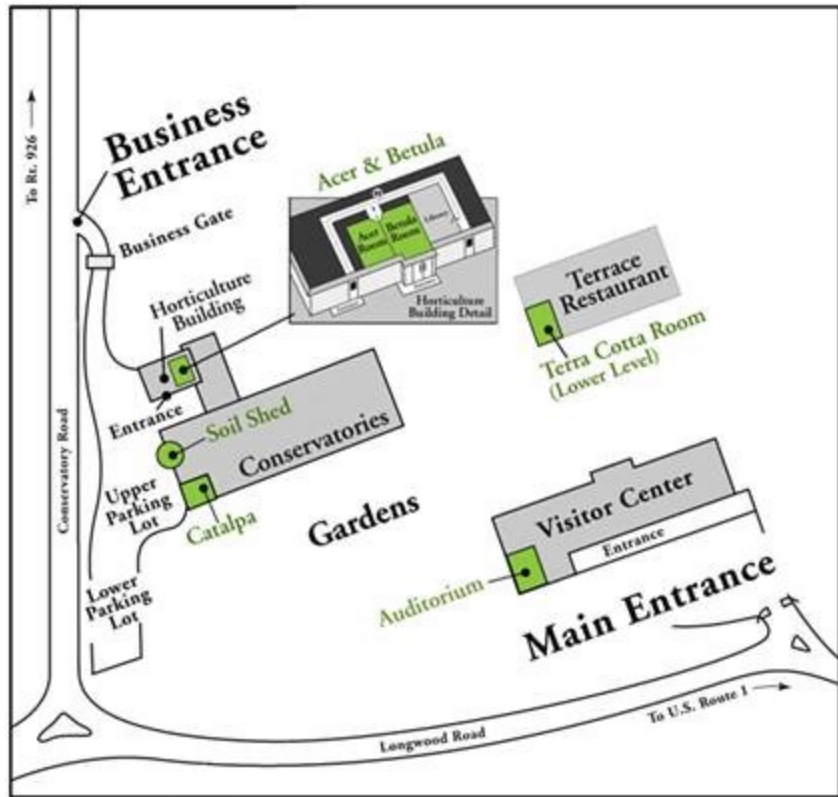 To Rt. 926
Business
Entrance
Business Gate
Acer & Betula
Acer
Room
Betula
Room
Library
Horticulture
Building Detail
Horticulture
Building
Entrance
Terrace
Restaurant
Terra Cotta Room
(Lower Level)
Soil Shed
Conservatories
Conservatory Road
Upper
Parking
Lot
Catalpa
Gardens
Visitor Center
Entrance
Auditorium
Lower
Parking
Lot
Main Entrance
To U.S. Route 1
Longwood Road